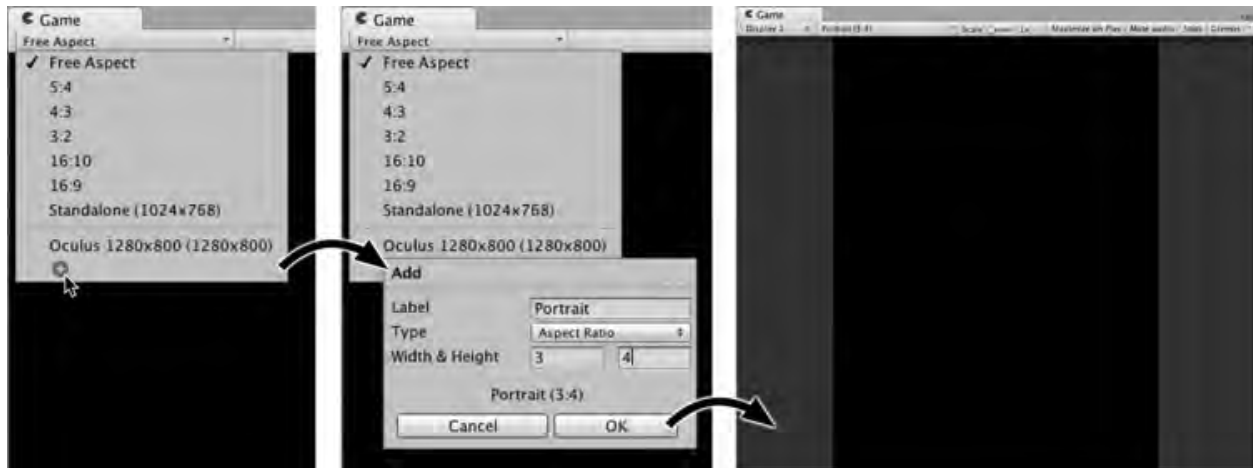 Game
Free Aspect
✓ Free Aspect
5:4
4:3
3:2
16:10
16:9
Standalone (1024x768)
Oculus 1280x800 (1280x800)
Game
Free Aspect
✓ Free Aspect
5:4
4:3
3:2
16:10
16:9
Standalone (1024x768)
Oculus 1280x800 (1280x800)
Add
Label Portrait
Type Aspect Ratio
Width & Height 3 4
Portrait (3:4)
Cancel OK
Game
Display 1 Portrait (3:4) Scale 1x Maximize on Play Mute audio Stats Gizmos